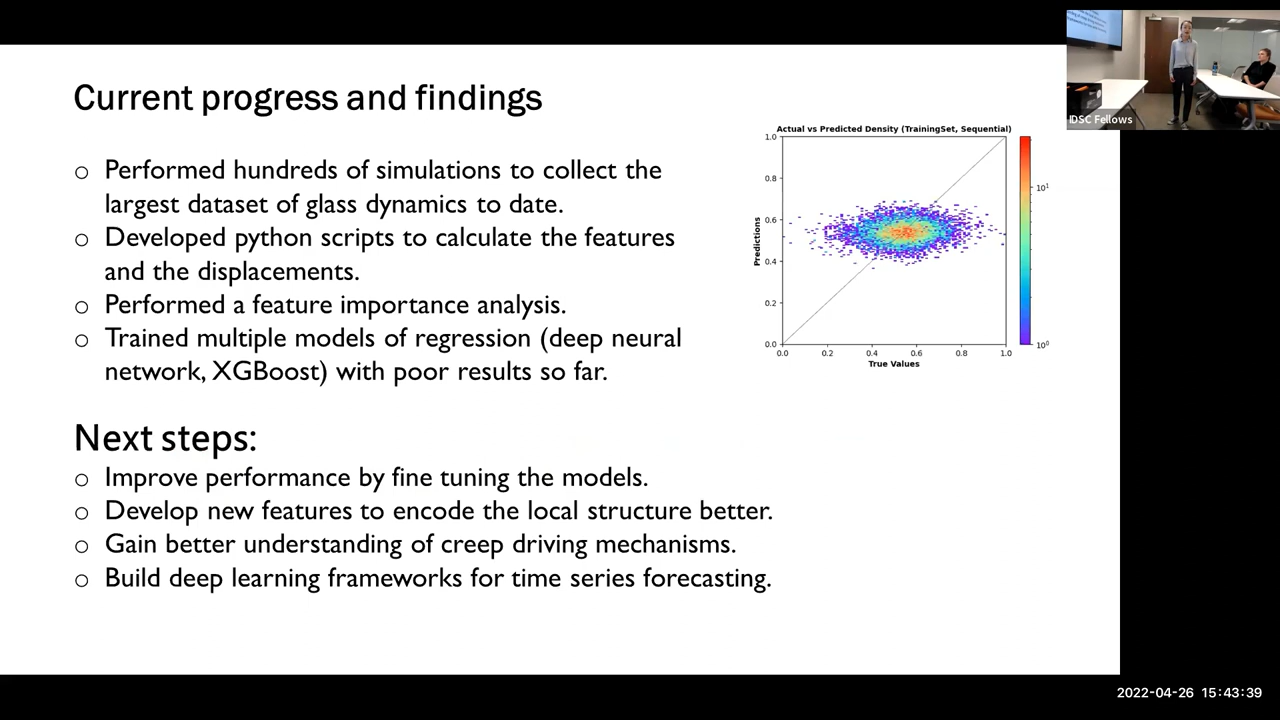 Current progress and findings
o Performed hundreds of simulations to collect the
largest dataset of glass dynamics to date.
o Developed python scripts to calculate the features
and the displacements.
o Performed a feature importance analysis.
o Trained multiple models of regression (deep neural
network, XGBoost) with poor results so far.
Actual vs Predicted Density (TrainingSet, Sequential)
1.0
0.8
0.6
0.4
0.2
0.0
Predictions
0.0 0.2 0.4 0.6 0.8 1.0
True Values
10¹
10⁰
Next steps:
o Improve performance by fine tuning the models.
o Develop new features to encode the local structure better.
o Gain better understanding of creep driving mechanisms.
o Build deep learning frameworks for time series forecasting.
IDSC Fellows
2022-04-26 15:43:39